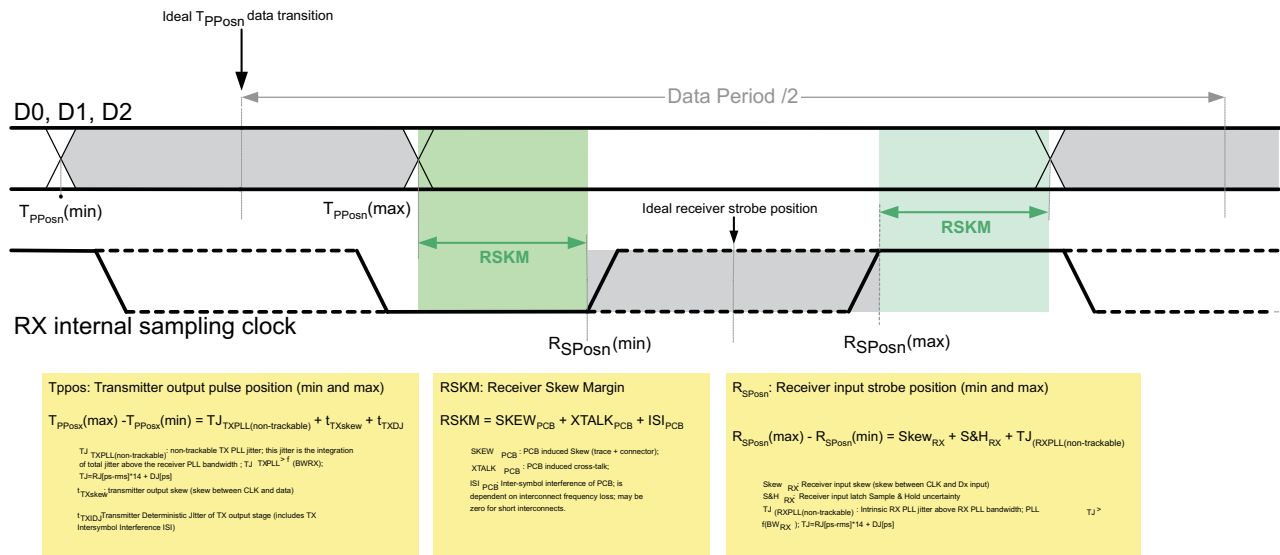 Ideal TPPosn data transition
Data Period /2
D0, D1, D2
TPPosn(min)
TPPosn(max)
Ideal receiver strobe position
RSKM
RSKM
RX internal sampling clock
RSPosn(min)
RSPosn(max)
Tppos: Transmitter output pulse position (min and max)
TPPosx(max) -TPPosx(min) = TJTXPLL(non-trackable) + tTXskew + tTXDJ
TJ TXPLL(non-trackable): non-trackable TX PLL jitter; this jitter is the integration
of total jitter above the receiver PLL bandwidth ; TJ TXPLL > f (BWRX);
TJ=RJ[ps-rms]*14 + DJ[ps]
tTXskew: transmitter output skew (skew between CLK and data)
tTXIDJ Transmitter Deterministic Jitter of TX output stage (includes TX
Intersymbol Interference ISI)
RSKM: Receiver Skew Margin
RSKM = SKEWPCB + XTALKPCB + ISIPCB
SKEW PCB : PCB induced Skew (trace + connector);
XTALK PCB : PCB induced cross-talk;
ISI PCB: Inter-symbol interference of PCB; is
dependent on interconnect frequency loss; may be
zero for short interconnects.
RSPosn: Receiver input strobe position (min and max)
RSPosn(max) - RSPosn(min) = SkewRX + S&HRX + TJ(RXPLL(non-trackable)
Skew RX: Receiver input skew (skew between CLK and Dx input)
S&H RX: Receiver input latch Sample & Hold uncertainty
TJ (RXPLL(non-trackable) : Intrinsic RX PLL jitter above RX PLL bandwidth; PLL TJ >
f(BWRX ); TJ=RJ[ps-rms]*14 + DJ[ps]